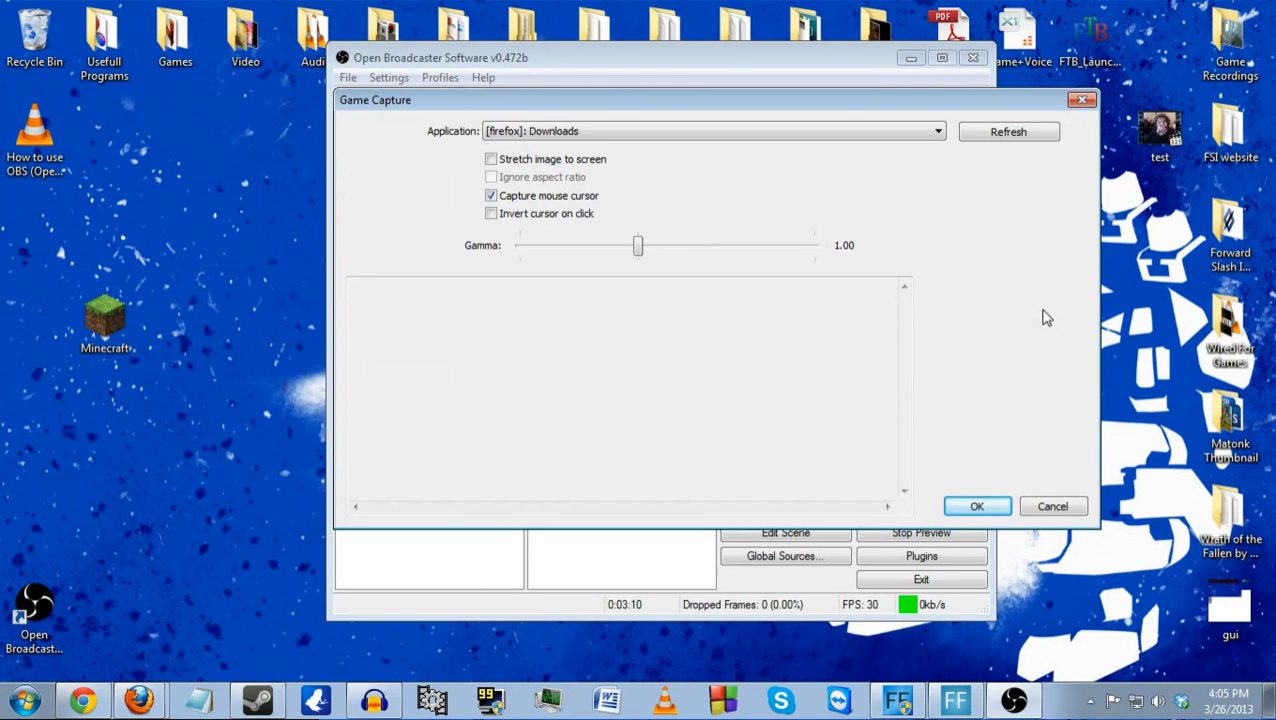 Recycle Bin
Usefull Programs
Games
Video
Audi
PDF
ame+Voice
FTB_Launc...
FTB
Game Recordings
How to use OBS (Ope...
test
FSI website
Minecraft
Forward Slash I...
Wired For Games
Matonk Thumbnail
Wrath of the Fallen by ...
gui
Open Broadcast...
Open Broadcaster Software v0.472b
File Settings Profiles Help
Game Capture
Application: [firefox]: Downloads Refresh
Stretch image to screen
Ignore aspect ratio
Capture mouse cursor
Invert cursor on click
Gamma: 1.00
OK Cancel
Edit Scene Stop Preview
Global Sources... Plugins
Exit
0:03:10 Dropped Frames: 0 (0.00%) FPS: 30 0kb/s
99
W
S
FF
FF
4:05 PM
3/26/2013